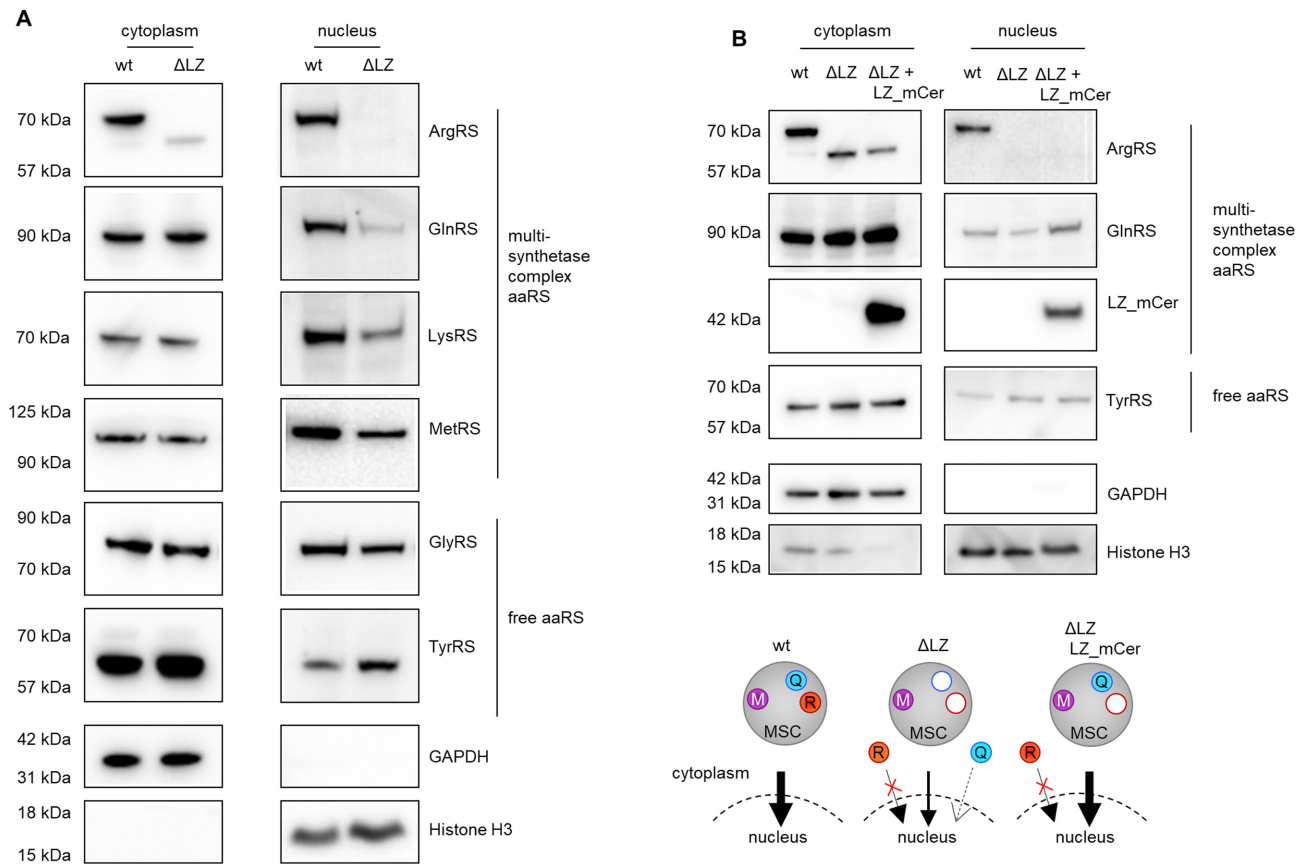 A
cytoplasm
nucleus
wt ΔLZ
wt ΔLZ
70 kDa
57 kDa
ArgRS
90 kDa
GlnRS
70 kDa
LysRS
125 kDa
90 kDa
MetRS
multi-
synthetase
complex
aaRS
90 kDa
70 kDa
GlyRS
70 kDa
57 kDa
TyrRS
free aaRS
42 kDa
31 kDa
GAPDH
18 kDa
15 kDa
Histone H3
B
cytoplasm
nucleus
wt ΔLZ ΔLZ +
LZ_mCer
wt ΔLZ ΔLZ +
LZ_mCer
70 kDa
57 kDa
ArgRS
90 kDa
GlnRS
42 kDa
LZ_mCer
multi-
synthetase
complex
aaRS
70 kDa
57 kDa
TyrRS
free aaRS
42 kDa
31 kDa
GAPDH
18 kDa
15 kDa
Histone H3
wt
M Q R
MSC
ΔLZ
M
MSC
ΔLZ
LZ_mCer
M Q
MSC
R
Q
R
cytoplasm
nucleus
nucleus
nucleus